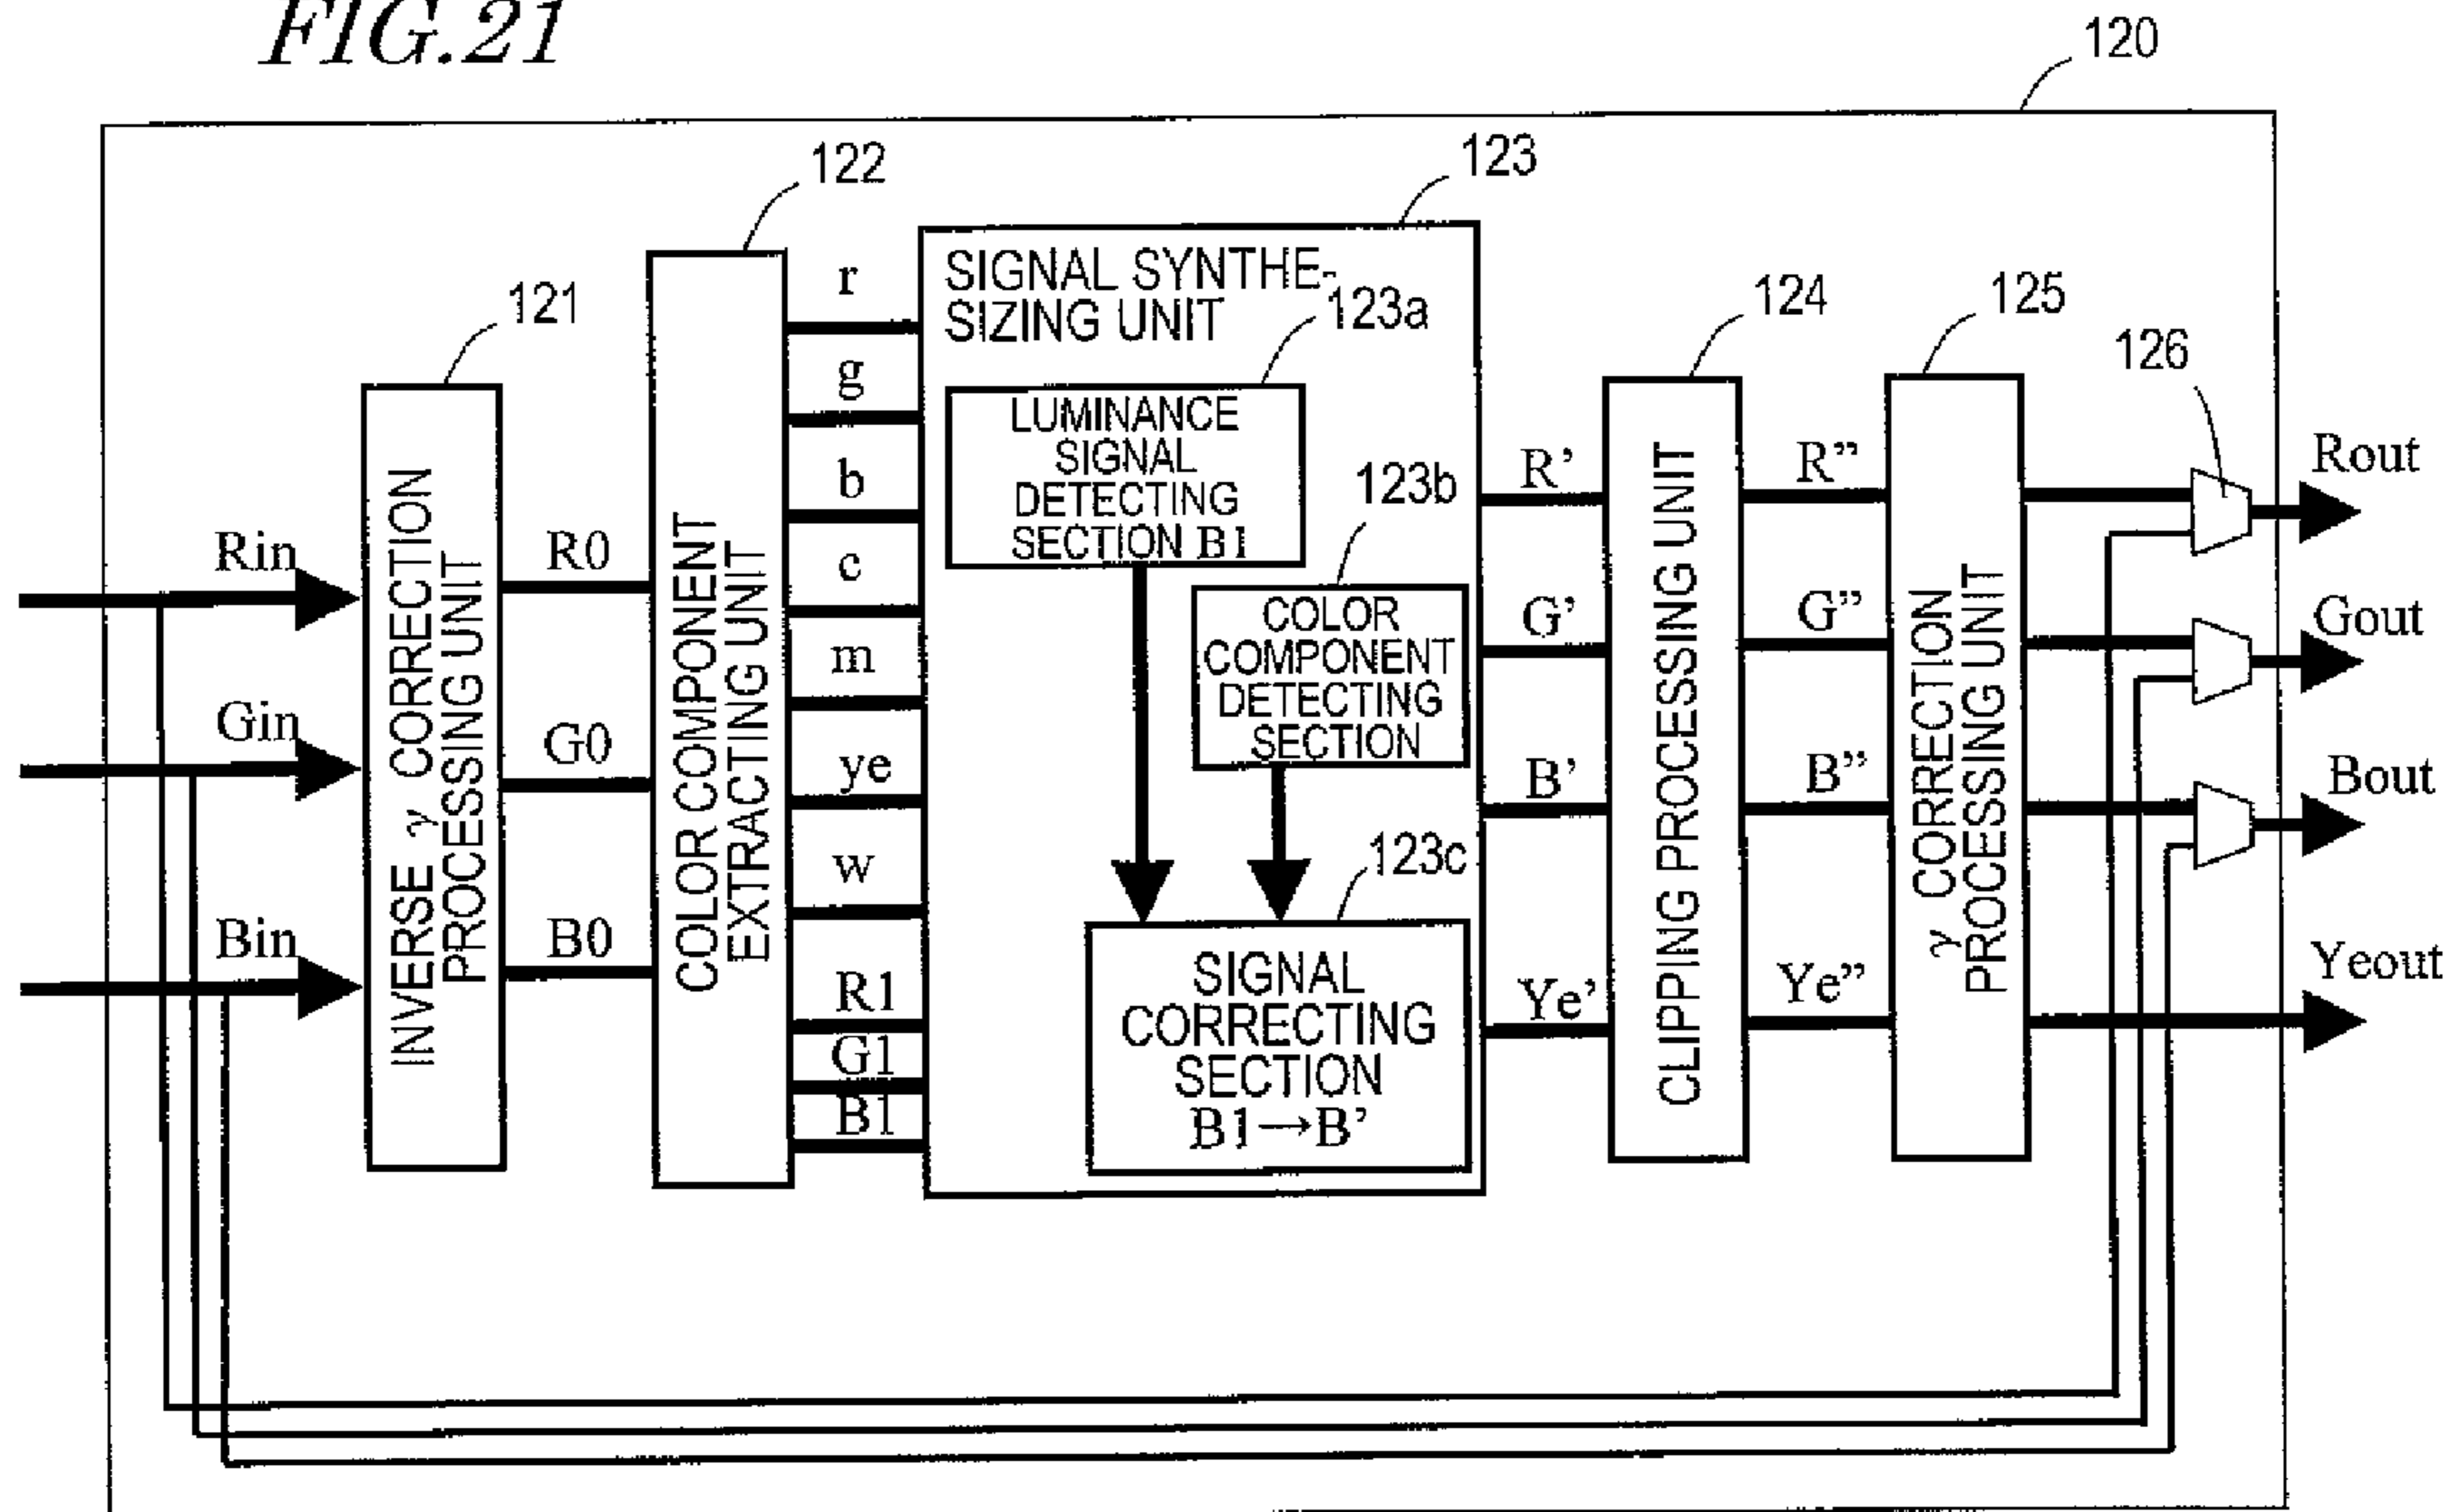 FIG.21
120
122
123
121
124
125
126
SIGNAL SYNTHE-
SIZING UNIT
123a
LUMINANCE
SIGNAL
DETECTING
SECTION B1
123b
COLOR
COMPONENT
DETECTING
SECTION
123c
SIGNAL
CORRECTING
SECTION
B1→B’
Rin
Gin
Bin
INVERSE γ CORRECTION
PROCESSING UNIT
R0
G0
B0
COLOR COMPONENT
EXTRACTING UNIT
r
g
b
c
m
ye
w
R1
G1
B1
R’
G’
B’
Ye’
CLIPPING PROCESSING UNIT
R”
G”
B”
Ye”
γ CORRECTION
PROCESSING UNIT
Rout
Gout
Bout
Yeout